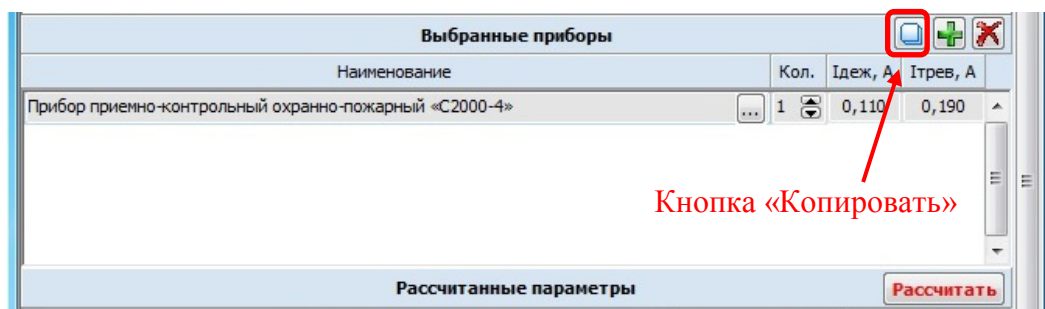 Выбранные приборы
Наименование Кол. Iдеж, А Iтрев, А
Прибор приемно-контрольный охранно-пожарный «С2000-4» ... 1 0,110 0,190
Кнопка «Копировать»
Рассчитанные параметры Рассчитать